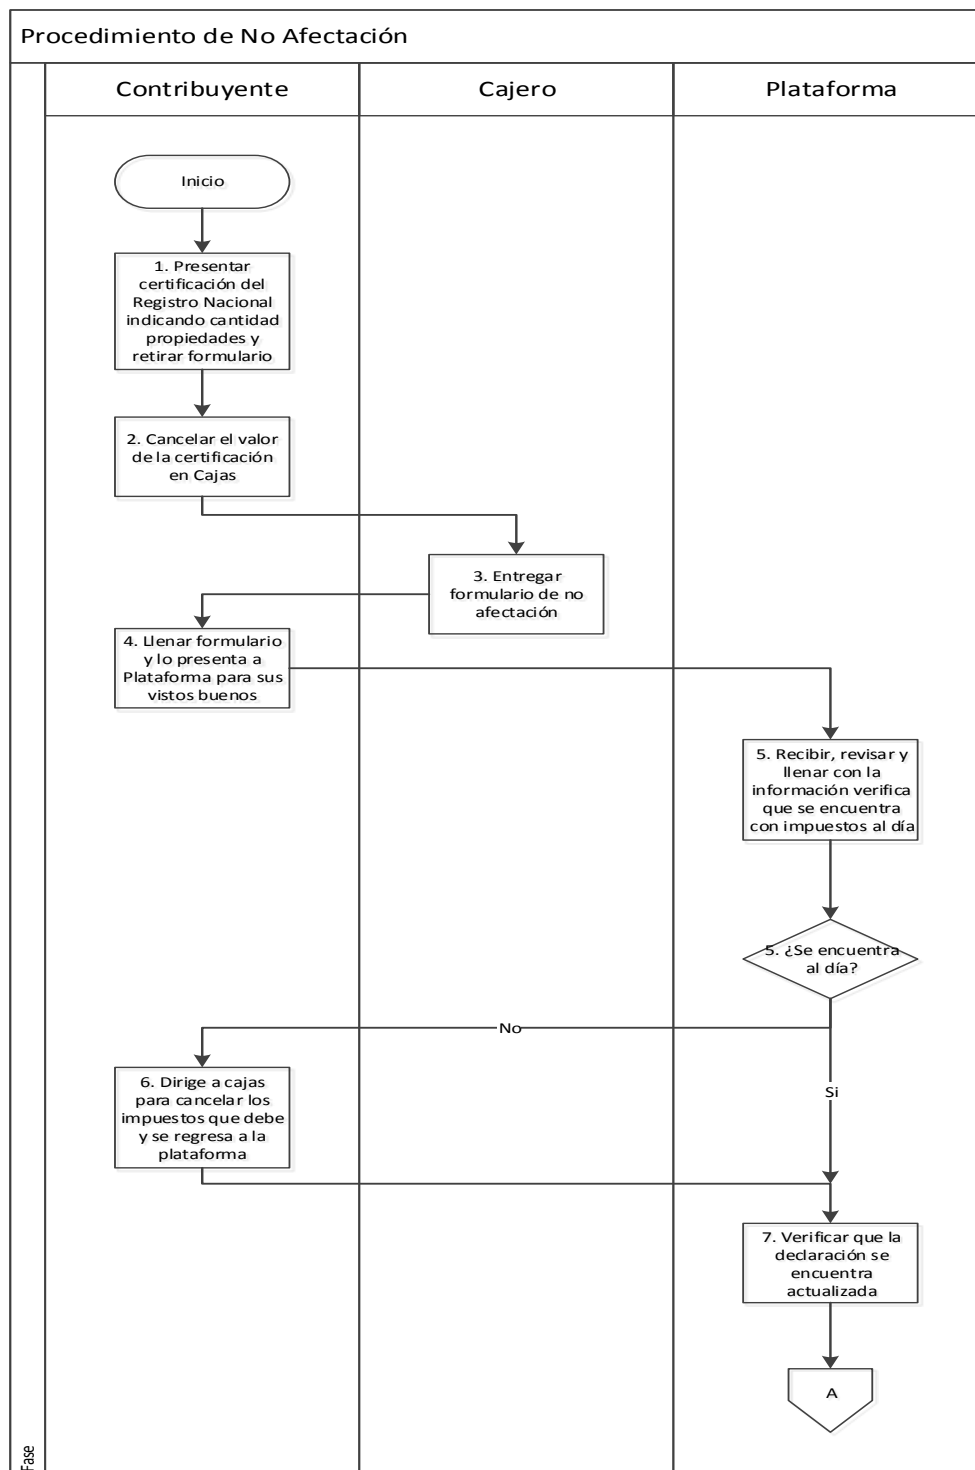 Procedimiento de No Afectación
Contribuyente
Cajero
Plataforma
Inicio
1. Presentar
certificación del
Registro Nacional
indicando cantidad
propiedades y
retirar formulario
2. Cancelar el valor
de la certificación
en Cajas
3. Entregar
formulario de no
afectación
4. Llenar formulario
y lo presenta a
Plataforma para sus
vistos buenos
5. Recibir, revisar y
llenar con la
información verifica
que se encuentra
con impuestos al día
5. ¿Se encuentra
al día?
No
Si
6. Dirige a cajas
para cancelar los
impuestos que debe
y se regresa a la
plataforma
7. Verificar que la
declaración se
encuentra
actualizada
A
Fase